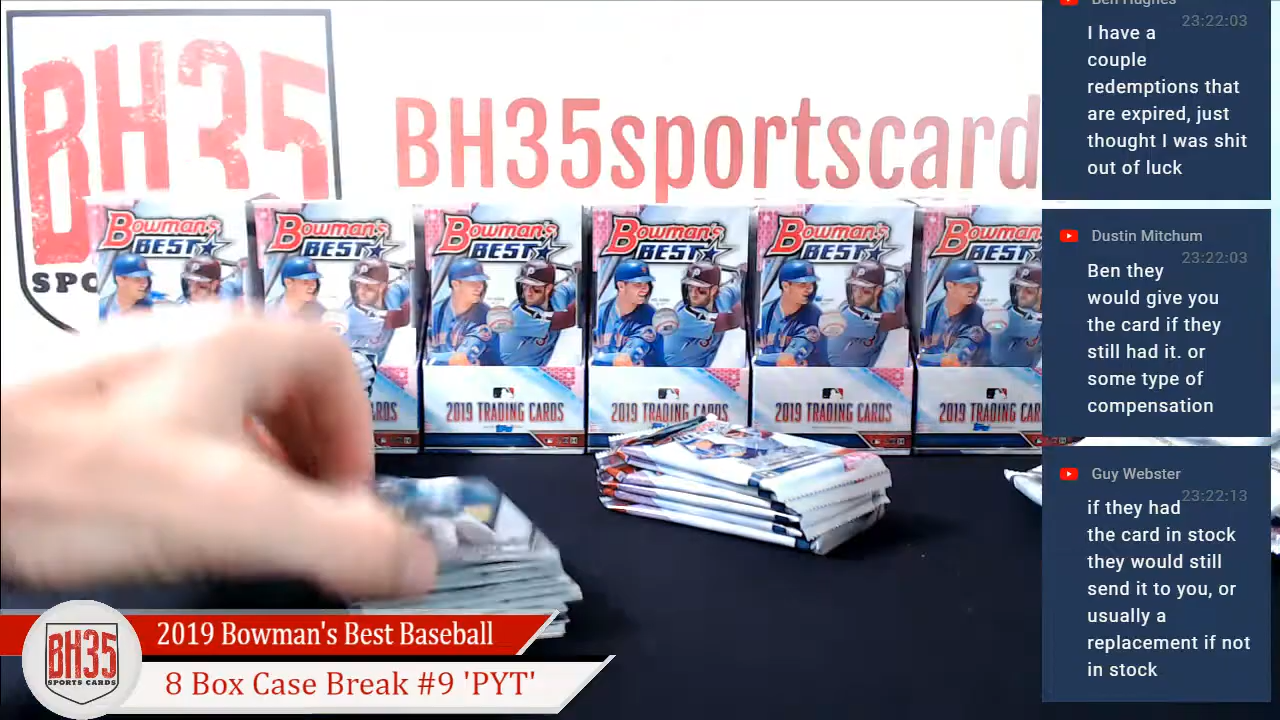 BH35
SPO
BH35sportscard
BOWMAN'S BEST
BOWMAN'S BEST
BOWMAN'S BEST
BOWMAN'S BEST
BOWMAN'S BEST
BOWMAN'S BEST
2019 TRADING CARDS
2019 TRADING CARDS
2019 TRADING CARDS
2019 TRADING CAR
Ben Hughes
23:22:03
I have a
couple
redemptions that
are expired, just
thought I was shit
out of luck
Dustin Mitchum
23:22:03
Ben they
would give you
the card if they
still had it. or
some type of
compensation
Guy Webster
23:22:13
if they had
the card in stock
they would still
send it to you, or
usually a
replacement if not
in stock
BH35
SPORTS CARDS
2019 Bowman's Best Baseball
8 Box Case Break #9 'PYT'